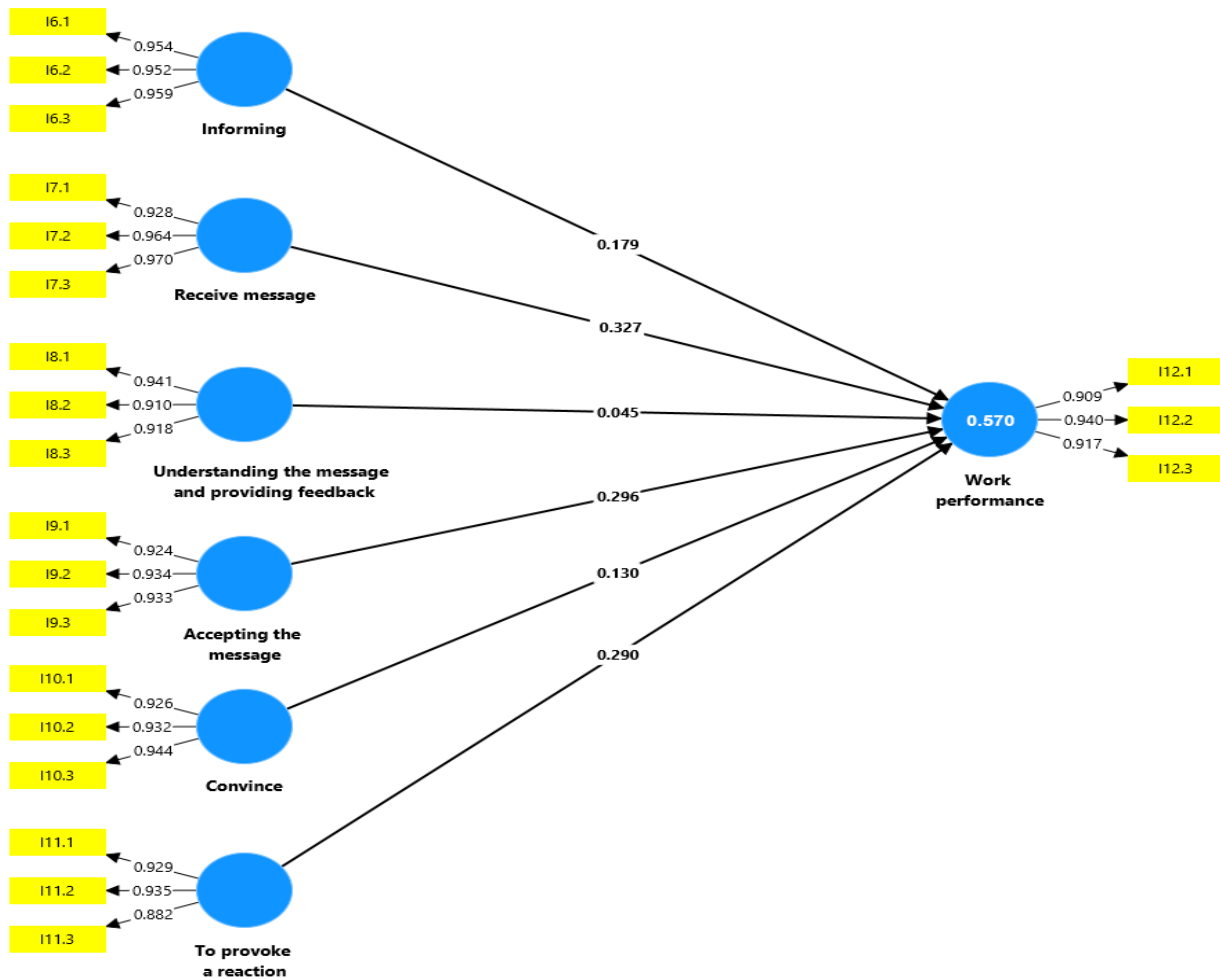 I6.1
0.954
I6.2
0.952
0.959
I6.3
Informing
0.179
I7.1
0.928
I7.2
0.964
0.970
I7.3
Receive message
0.327
I8.1
0.941
I8.2
0.910
0.918
I8.3
Understanding the message
and providing feedback
0.045
I9.1
0.924
I9.2
0.934
0.933
I9.3
Accepting the
message
0.296
I10.1
0.926
I10.2
0.932
0.944
I10.3
Convince
0.130
I11.1
0.929
I11.2
0.935
0.882
I11.3
To provoke
a reaction
0.290
0.570
Work
performance
I12.1
0.909
I12.2
0.940
0.917
I12.3